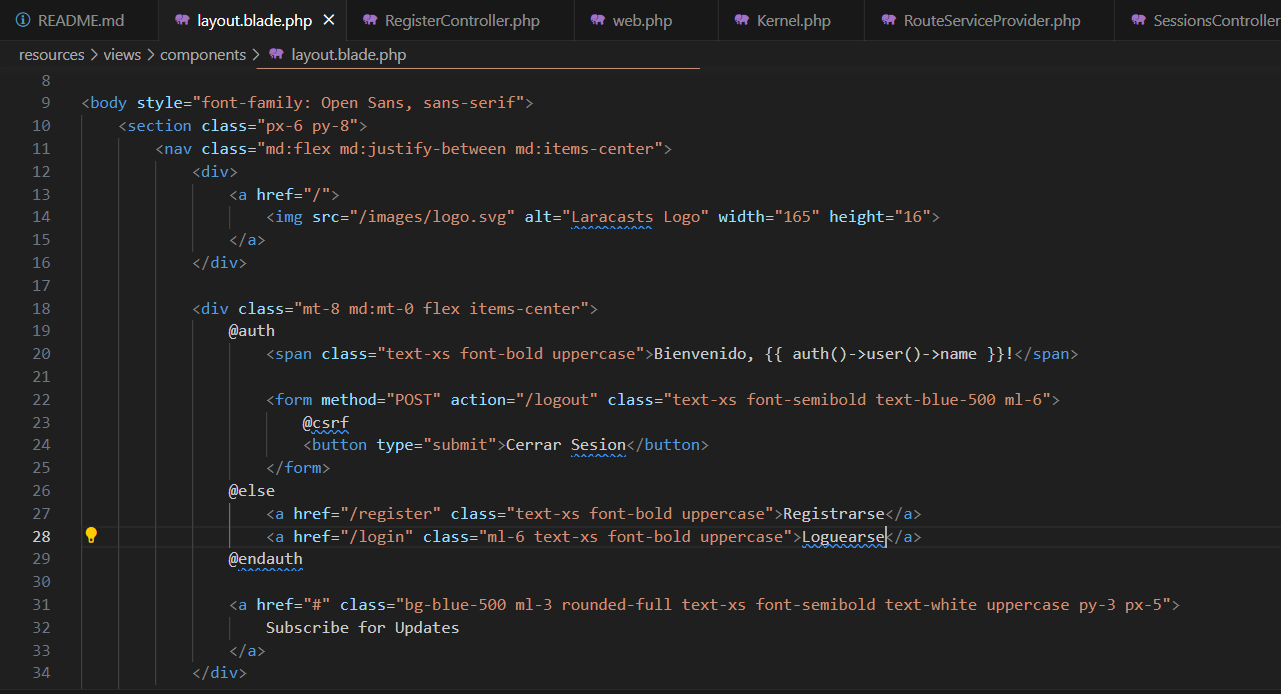 README.md layout.blade.php RegisterController.php web.php Kernel.php RouteServiceProvider.php SessionsController
resources > views > components > layout.blade.php
8
9 <body style="font-family: Open Sans, sans-serif">
10 <section class="px-6 py-8">
11 <nav class="md:flex md:justify-between md:items-center">
12 <div>
13 <a href="/">
14 <img src="/images/logo.svg" alt="Laracasts Logo" width="165" height="16">
15 </a>
16 </div>
17
18 <div class="mt-8 md:mt-0 flex items-center">
19 @auth
20 <span class="text-xs font-bold uppercase">Bienvenido, {{ auth()->user()->name }}!</span>
21
22 <form method="POST" action="/logout" class="text-xs font-semibold text-blue-500 ml-6">
23 @csrf
24 <button type="submit">Cerrar Sesion</button>
25 </form>
26 @else
27 <a href="/register" class="text-xs font-bold uppercase">Registrarse</a>
28 <a href="/login" class="ml-6 text-xs font-bold uppercase">Loguearse</a>
29 @endauth
30
31 <a href="#" class="bg-blue-500 ml-3 rounded-full text-xs font-semibold text-white uppercase py-3 px-5">
32 Subscribe for Updates
33 </a>
34 </div>